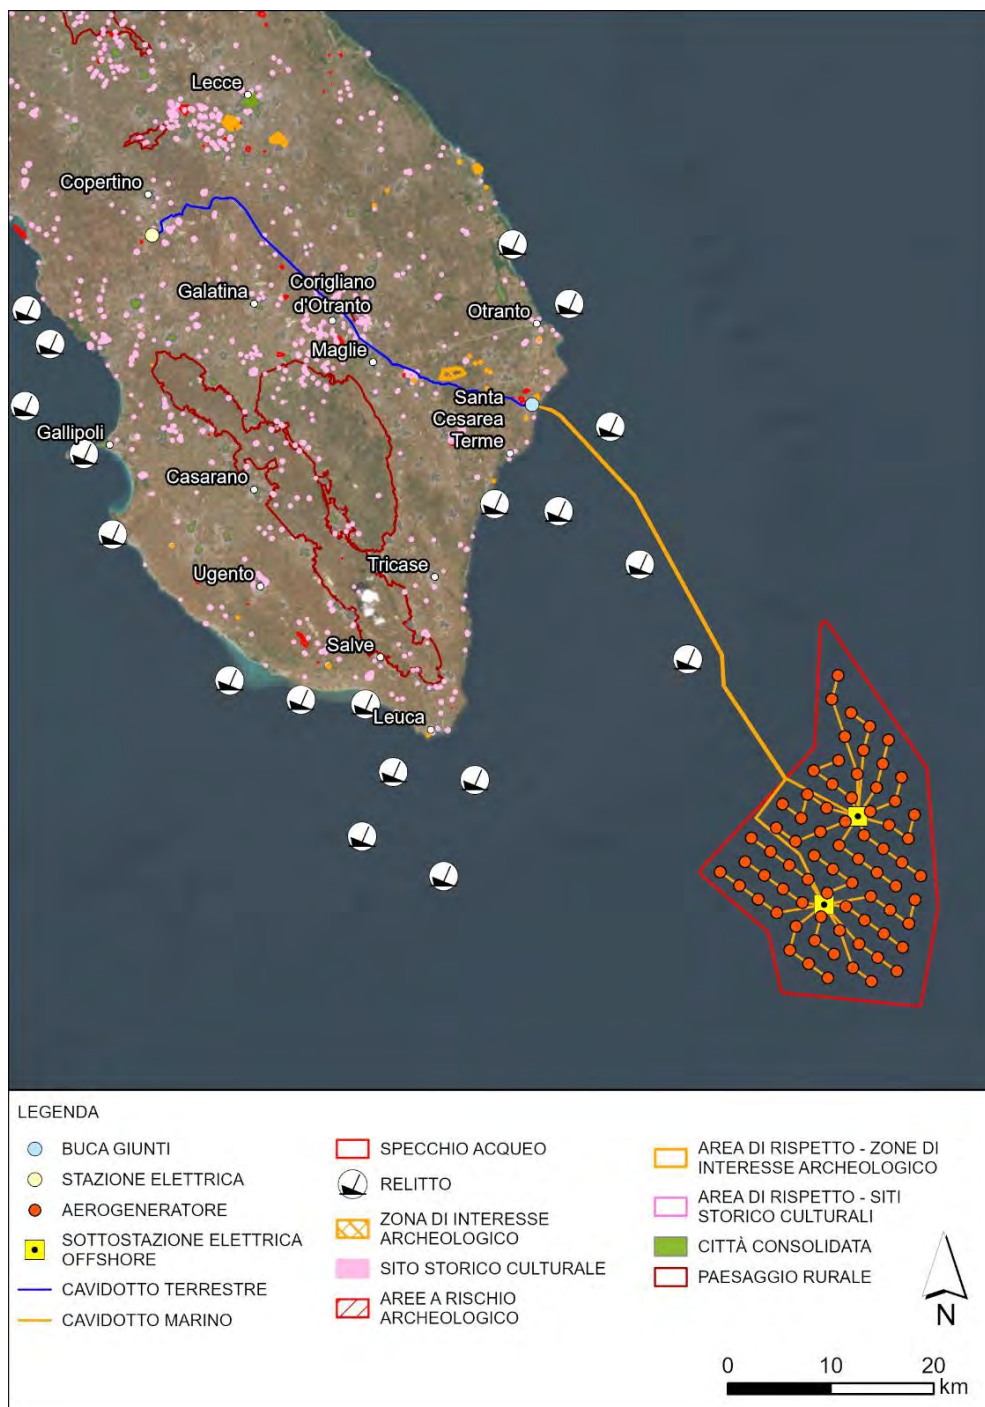 Lecce
Copertino
Galatina
Corigliano
d'Otranto
Otranto
Maglie
Santa
Cesarea
Terme
Gallipoli
Casarano
Ugento
Tricase
Salve
Leuca
LEGENDA
BUCA GIUNTI
STAZIONE ELETTRICA
AEROGENERATORE
SOTTOSTAZIONE ELETTRICA
OFFSHORE
CAVIDOTTO TERRESTRE
CAVIDOTTO MARINO
SPECCHIO ACQUEO
RELITTO
ZONA DI INTERESSE
ARCHEOLOGICO
SITO STORICO CULTURALE
AREE A RISCHIO
ARCHEOLOGICO
AREA DI RISPETTO - ZONE DI
INTERESSE ARCHEOLOGICO
AREA DI RISPETTO - SITI
STORICO CULTURALI
CITTÀ CONSOLIDATA
PAESAGGIO RURALE
N
0 10 20
km